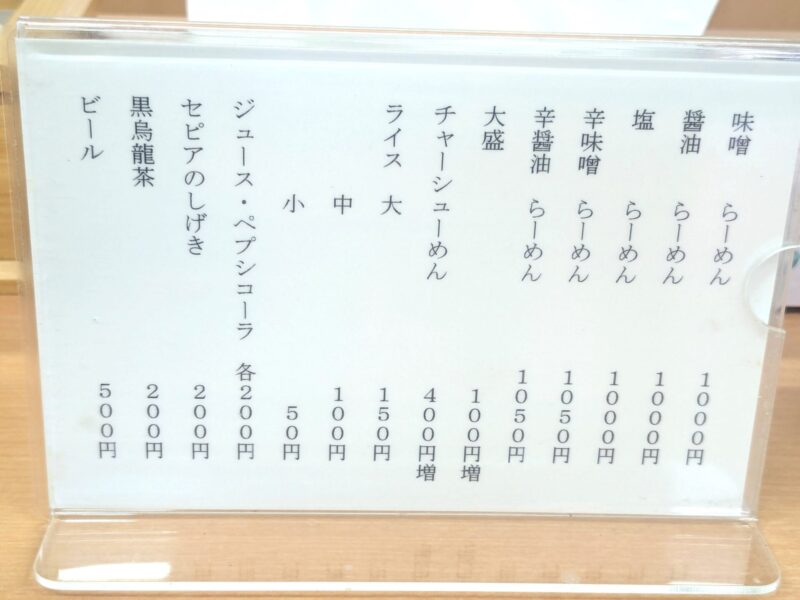 味噌 らーめん 1000円
醤油 らーめん 1000円
塩 らーめん 1000円
辛味噌 らーめん 1050円
辛醤油 らーめん 1050円
大盛 100円増
チャーシューめん 400円増
ライス 大 150円
中 100円
小 50円
ジュース・ペプシコーラ 各200円
セピアのしげき 200円
黒烏龍茶 200円
ビール 500円